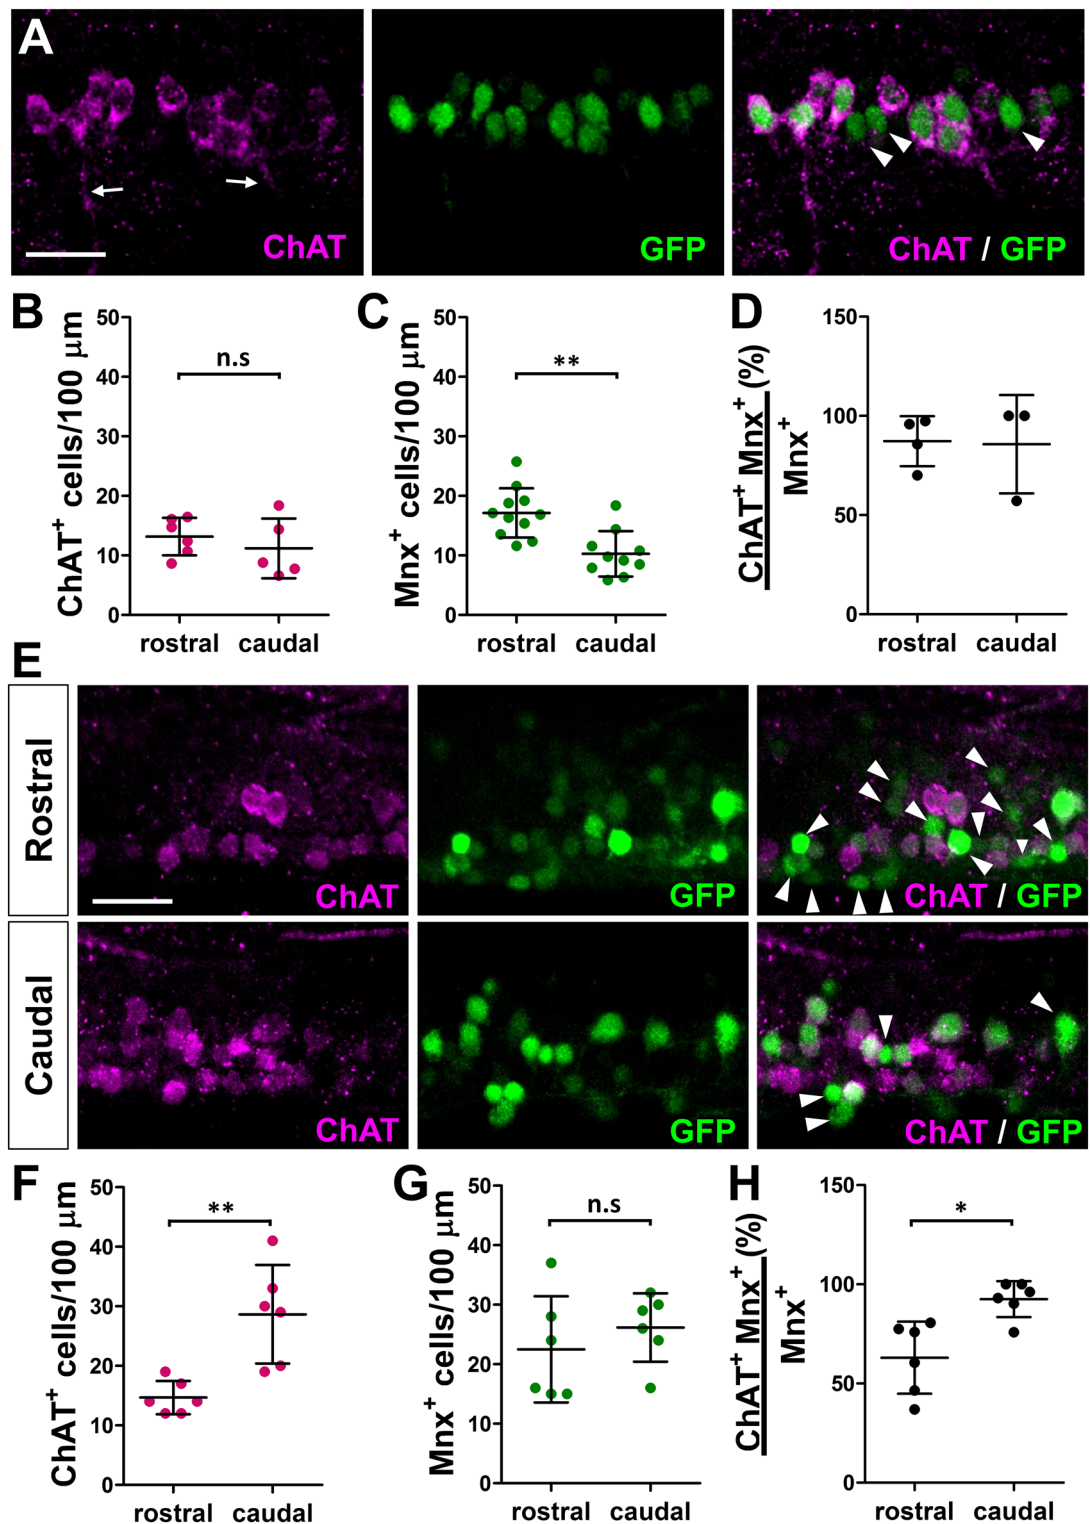 A
ChAT
GFP
ChAT / GFP
B
ChAT⁺ cells/100 μm
50
40
30
20
10
0
n.s
rostral caudal
C
Mnx⁺ cells/100 μm
50
40
30
20
10
0
**
rostral caudal
D
ChAT⁺ Mnx⁺ (%)
Mnx⁺
150
100
50
0
rostral caudal
E
Rostral
ChAT
GFP
ChAT / GFP
Caudal
ChAT
GFP
ChAT / GFP
F
ChAT⁺ cells/100 μm
50
40
30
20
10
0
**
rostral caudal
G
Mnx⁺ cells/100 μm
50
40
30
20
10
0
n.s
rostral caudal
H
ChAT⁺ Mnx⁺ (%)
Mnx⁺
150
100
50
0
*
rostral caudal